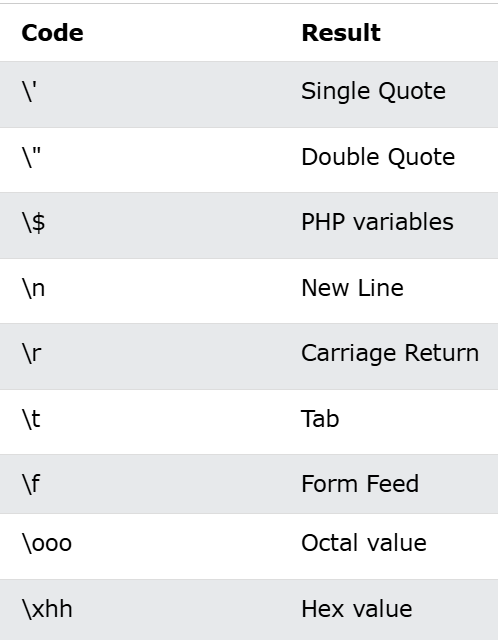 Code Result
\' Single Quote
\" Double Quote
\$ PHP variables
\n New Line
\r Carriage Return
\t Tab
\f Form Feed
\ooo Octal value
\xhh Hex value